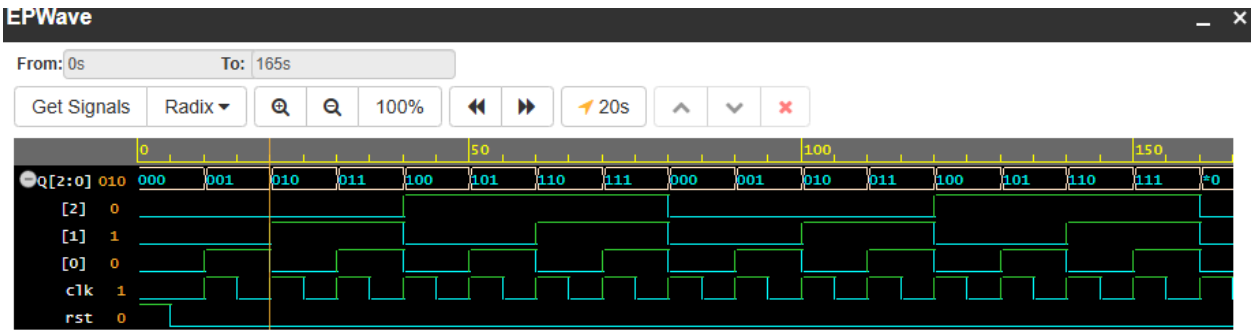 EPWave
From: 0s To: 165s
Get Signals Radix 100% 20s
0 50 100 150
Q[2:0] 010 000 001 010 011 100 101 110 111 000 001 010 011 100 101 110 111 *0
[2] 0
[1] 1
[0] 0
clk 1
rst 0